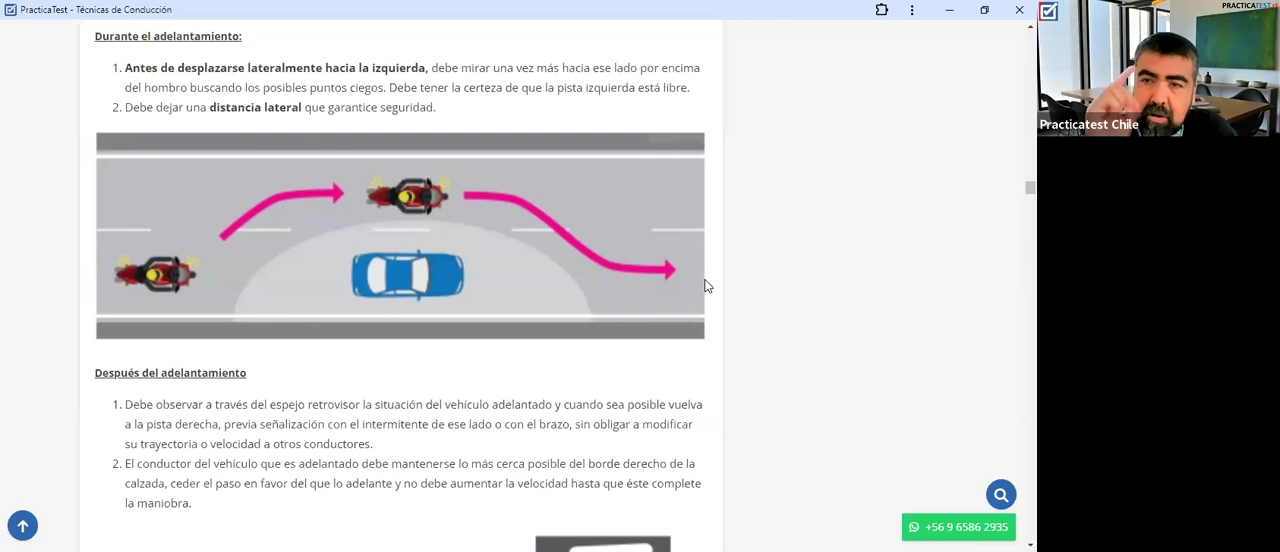 PracticaTest - Técnicas de Conducción
PRACTICATEST
Durante el adelantamiento:
1. Antes de desplazarse lateralmente hacia la izquierda, debe mirar una vez más hacia ese lado por encima
del hombro buscando los posibles puntos ciegos. Debe tener la certeza de que la pista izquierda está libre.
2. Debe dejar una distancia lateral que garantice seguridad.
Practicatest Chile
Después del adelantamiento
1. Debe observar a través del espejo retrovisor la situación del vehículo adelantado y cuando sea posible vuelva
a la pista derecha, previa señalización con el intermitente de ese lado o con el brazo, sin obligar a modificar
su trayectoria o velocidad a otros conductores.
2. El conductor del vehículo que es adelantado debe mantenerse lo más cerca posible del borde derecho de la
calzada, ceder el paso en favor del que lo adelante y no debe aumentar la velocidad hasta que éste complete
la maniobra.
+56 9 6586 2935